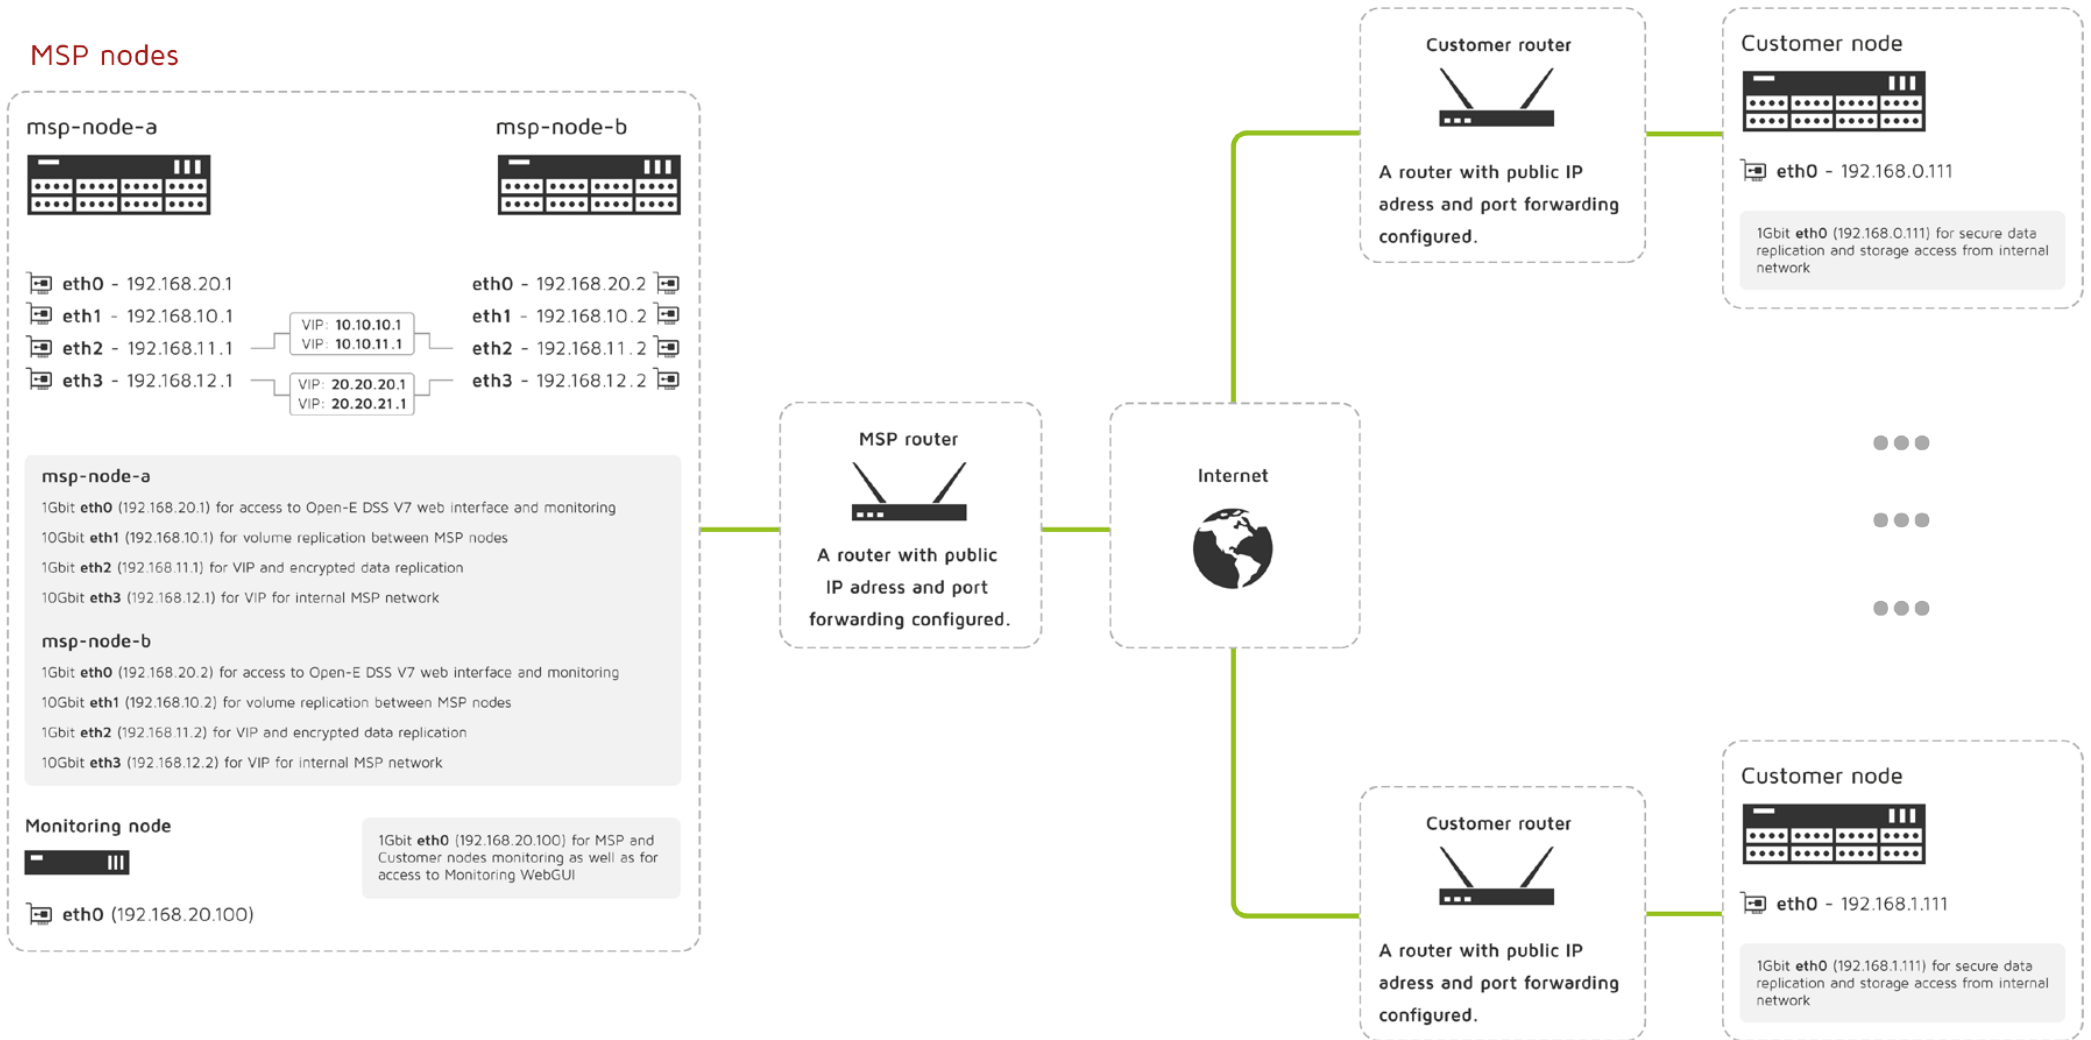 MSP nodes
msp-node-a
msp-node-b
eth0 - 192.168.20.1
eth1 - 192.168.10.1
eth2 - 192.168.11.1
eth3 - 192.168.12.1
VIP: 10.10.10.1
VIP: 10.10.11.1
VIP: 20.20.20.1
VIP: 20.20.21.1
eth0 - 192.168.20.2
eth1 - 192.168.10.2
eth2 - 192.168.11.2
eth3 - 192.168.12.2
msp-node-a
1Gbit eth0 (192.168.20.1) for access to Open-E DSS V7 web interface and monitoring
10Gbit eth1 (192.168.10.1) for volume replication between MSP nodes
1Gbit eth2 (192.168.11.1) for VIP and encrypted data replication
10Gbit eth3 (192.168.12.1) for VIP for internal MSP network
msp-node-b
1Gbit eth0 (192.168.20.2) for access to Open-E DSS V7 web interface and monitoring
10Gbit eth1 (192.168.10.2) for volume replication between MSP nodes
1Gbit eth2 (192.168.11.2) for VIP and encrypted data replication
10Gbit eth3 (192.168.12.2) for VIP for internal MSP network
Monitoring node
eth0 (192.168.20.100)
1Gbit eth0 (192.168.20.100) for MSP and
Customer nodes monitoring as well as for
access to Monitoring WebGUI
MSP router
A router with public
IP adress and port
forwarding configured.
Internet
Customer router
A router with public IP
adress and port forwarding
configured.
Customer node
eth0 - 192.168.0.111
1Gbit eth0 (192.168.0.111) for secure data
replication and storage access from internal
network
Customer router
A router with public IP
adress and port forwarding
configured.
Customer node
eth0 - 192.168.1.111
1Gbit eth0 (192.168.1.111) for secure data
replication and storage access from internal
network